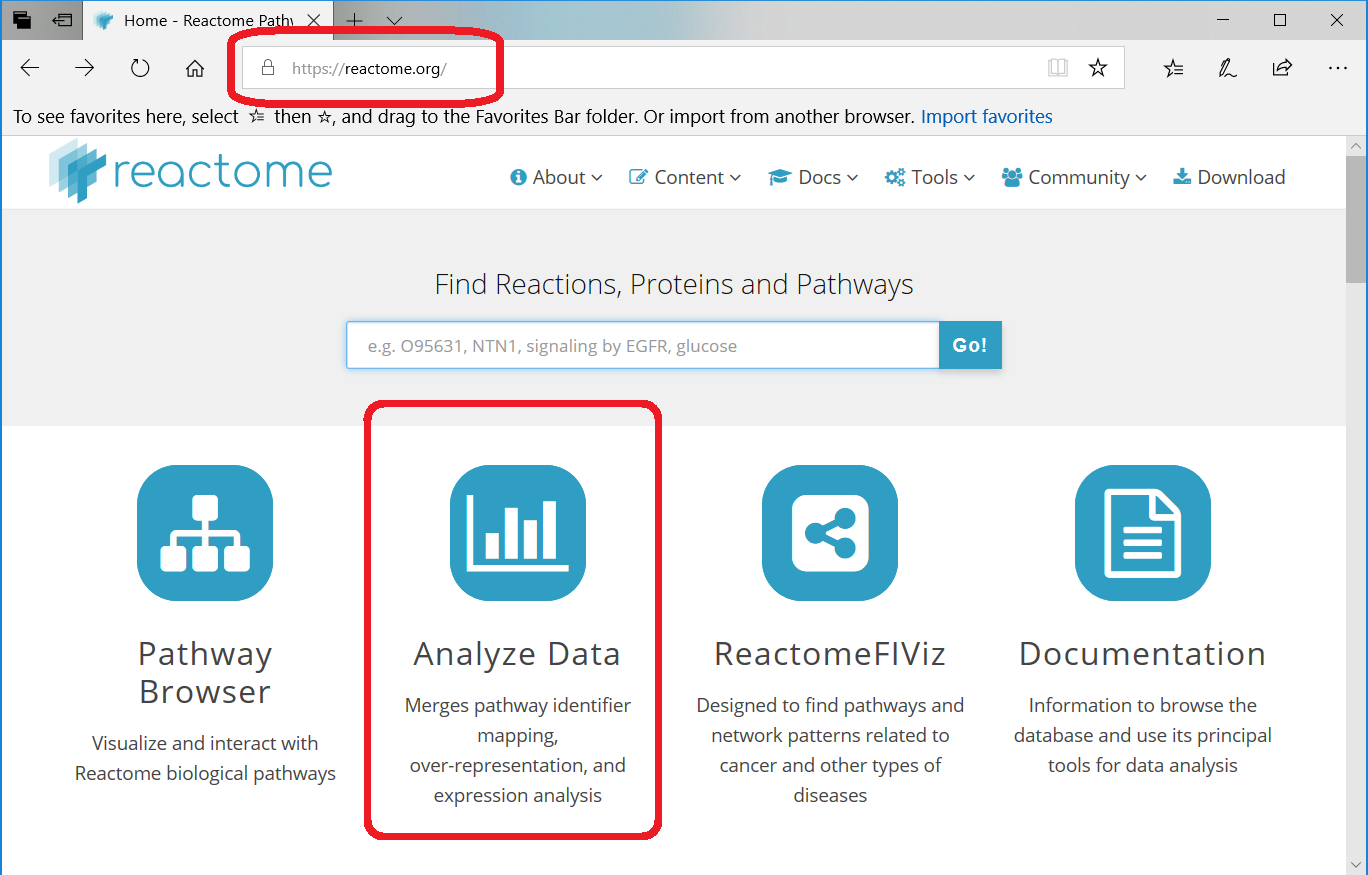 Home - Reactome Path
https://reactome.org/
To see favorites here, select then , and drag to the Favorites Bar folder. Or import from another browser. Import favorites
reactome
About Content Docs Tools Community Download
Find Reactions, Proteins and Pathways
e.g. O95631, NTN1, signaling by EGFR, glucose
Go!
Pathway
Browser
Visualize and interact with
Reactome biological pathways
Analyze Data
Merges pathway identifier
mapping,
over-representation, and
expression analysis
ReactomeFIViz
Designed to find pathways and
network patterns related to
cancer and other types of
diseases
Documentation
Information to browse the
database and use its principal
tools for data analysis